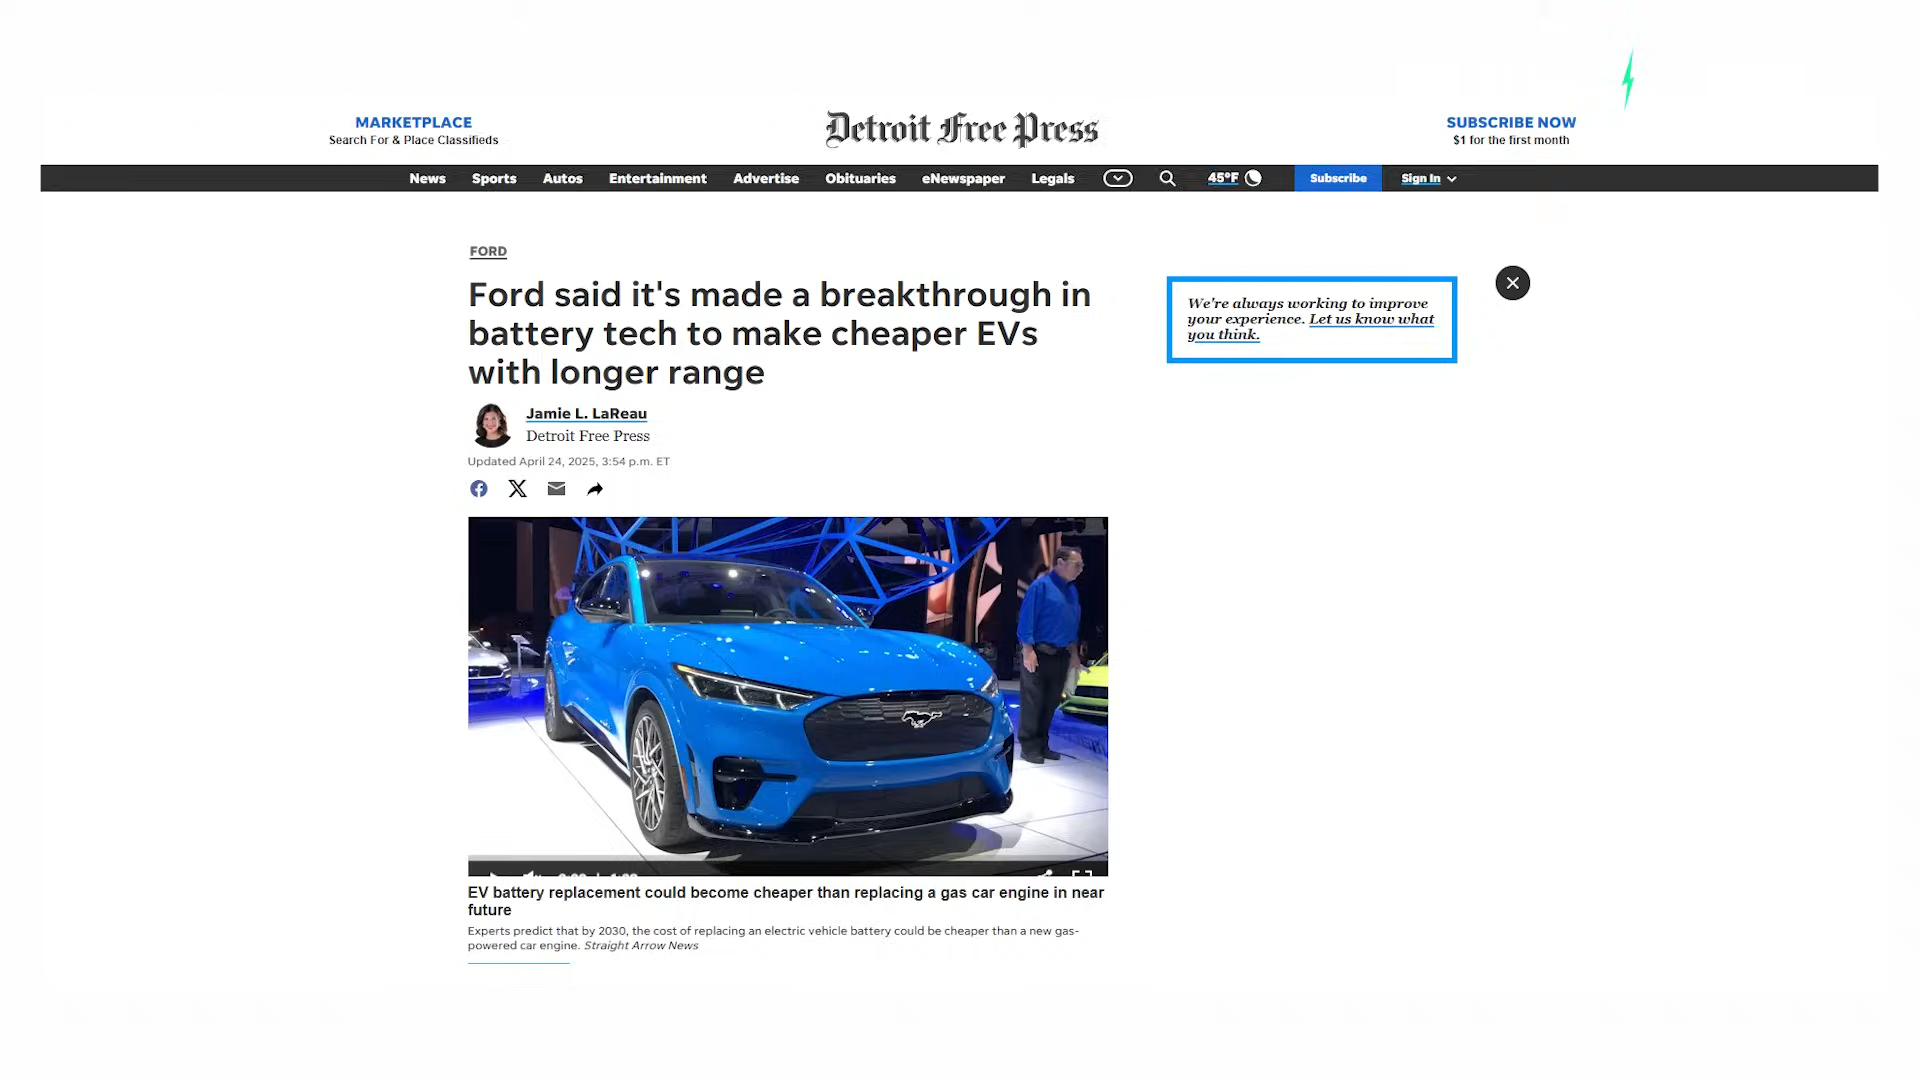 MARKETPLACE
Search For & Place Classifieds
Detroit Free Press
SUBSCRIBE NOW
$1 for the first month
News Sports Autos Entertainment Advertise Obituaries eNewspaper Legals 45°F Subscribe Sign In
FORD
Ford said it's made a breakthrough in
battery tech to make cheaper EVs
with longer range
Jamie L. LaReau
Detroit Free Press
Updated April 24, 2025, 3:54 p.m. ET
We're always working to improve
your experience. Let us know what
you think.
EV battery replacement could become cheaper than replacing a gas car engine in near
future
Experts predict that by 2030, the cost of replacing an electric vehicle battery could be cheaper than a new gas-
powered car engine. Straight Arrow News